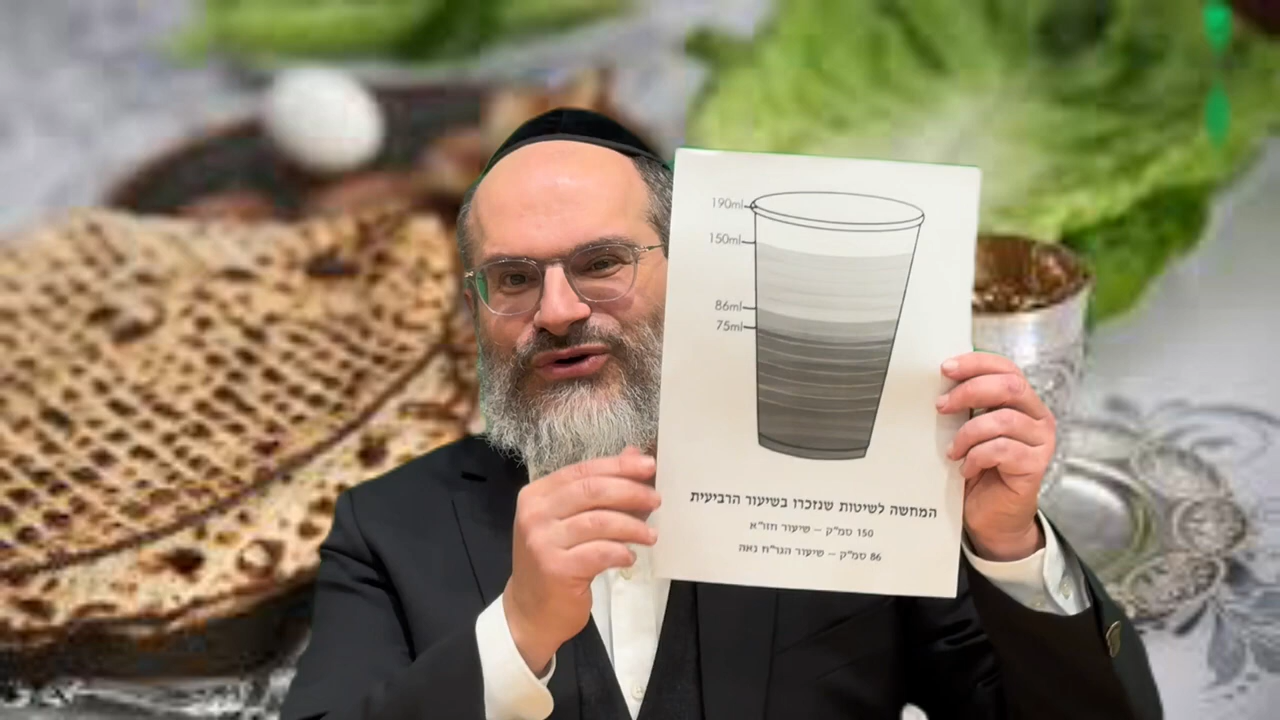 190ml
150ml
86ml
75ml
המחשה לשיטות שנזכרו בשיעור הרביעית
150 סמ"ק – שיעור חזו"א
86 סמ"ק – שיעור הגר"ח נאה